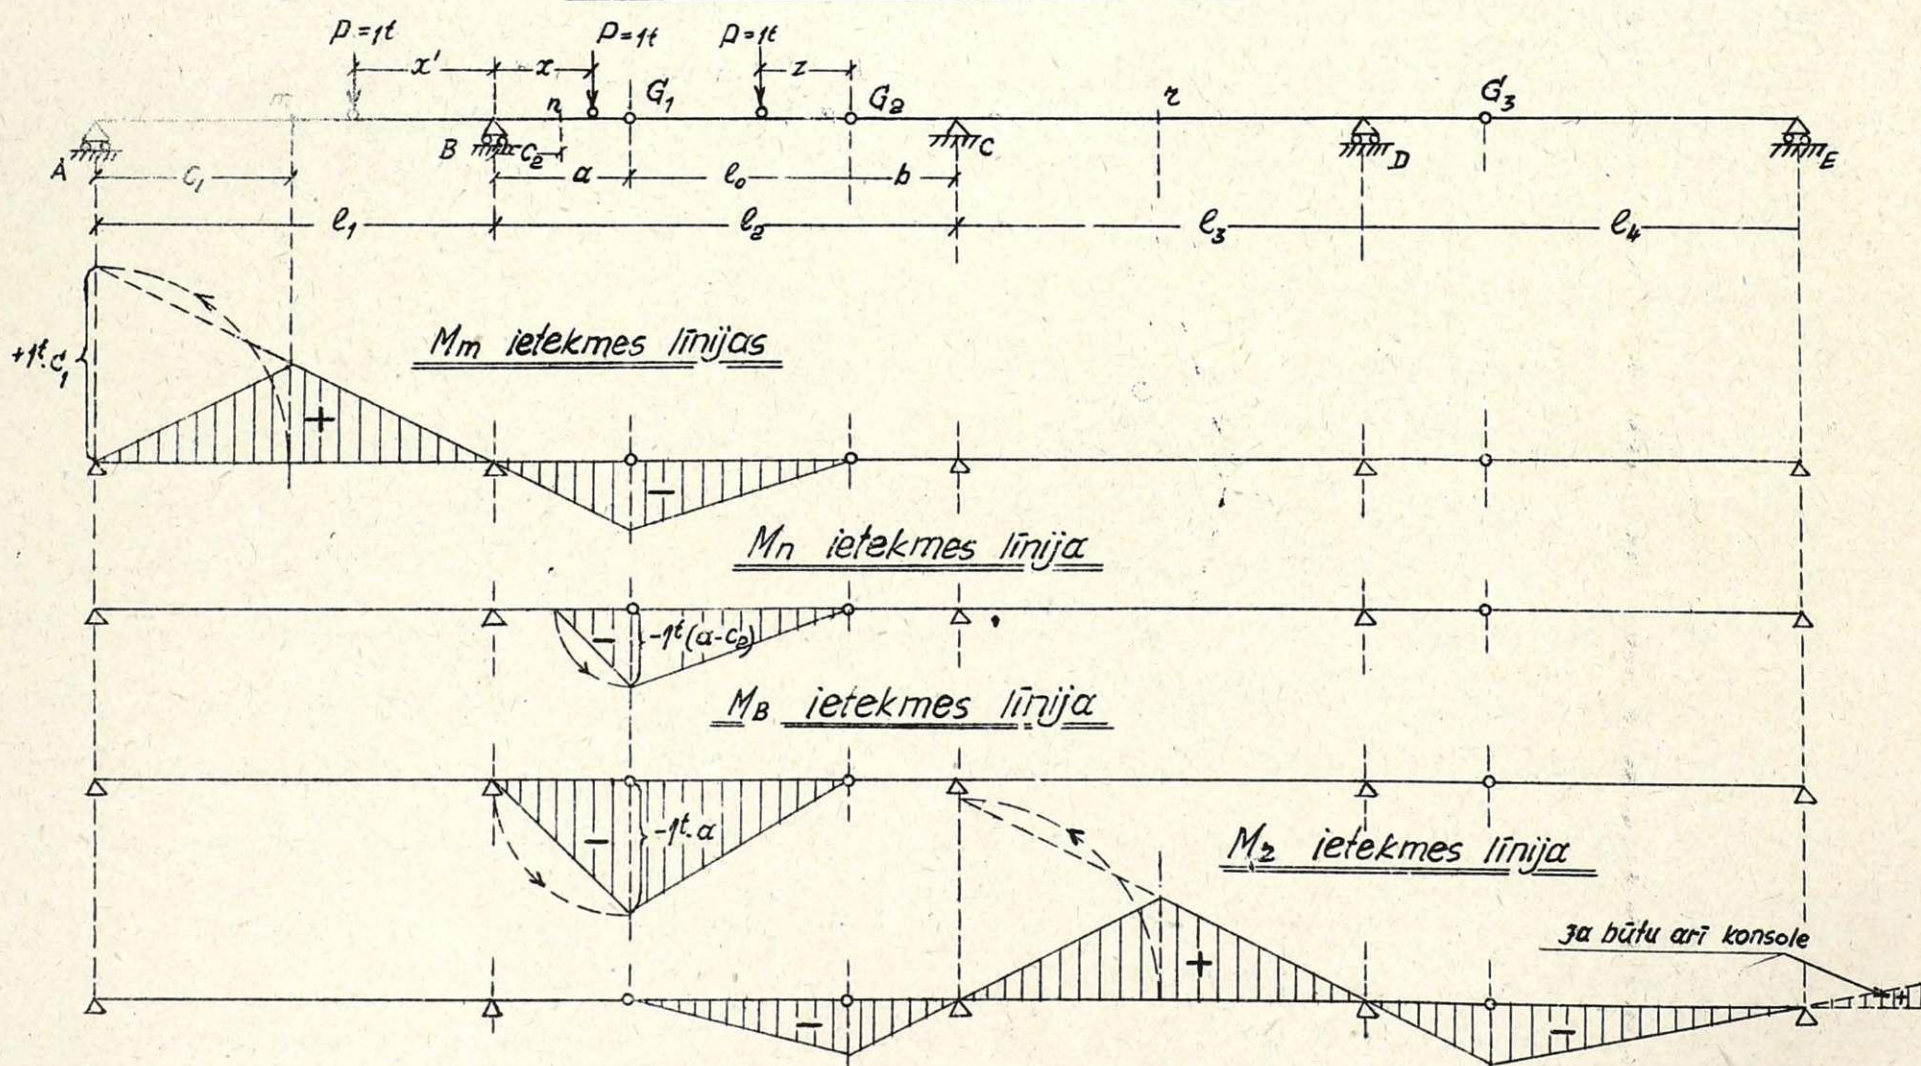 P=1t P=1t P=1t
x' x z
m n G₁ G₂ r G₃
A B c₂ C D E
C₁ a l₀ b
l₁ l₂ l₃ l₄
+1t·c₁
Mm ietekmes līnijas
+
−
Mn ietekmes līnija
− -1t(a-c₂)
MB ietekmes līnija
− -1t·a
Mr ietekmes līnija
ja būtu arī konsole
− + − +